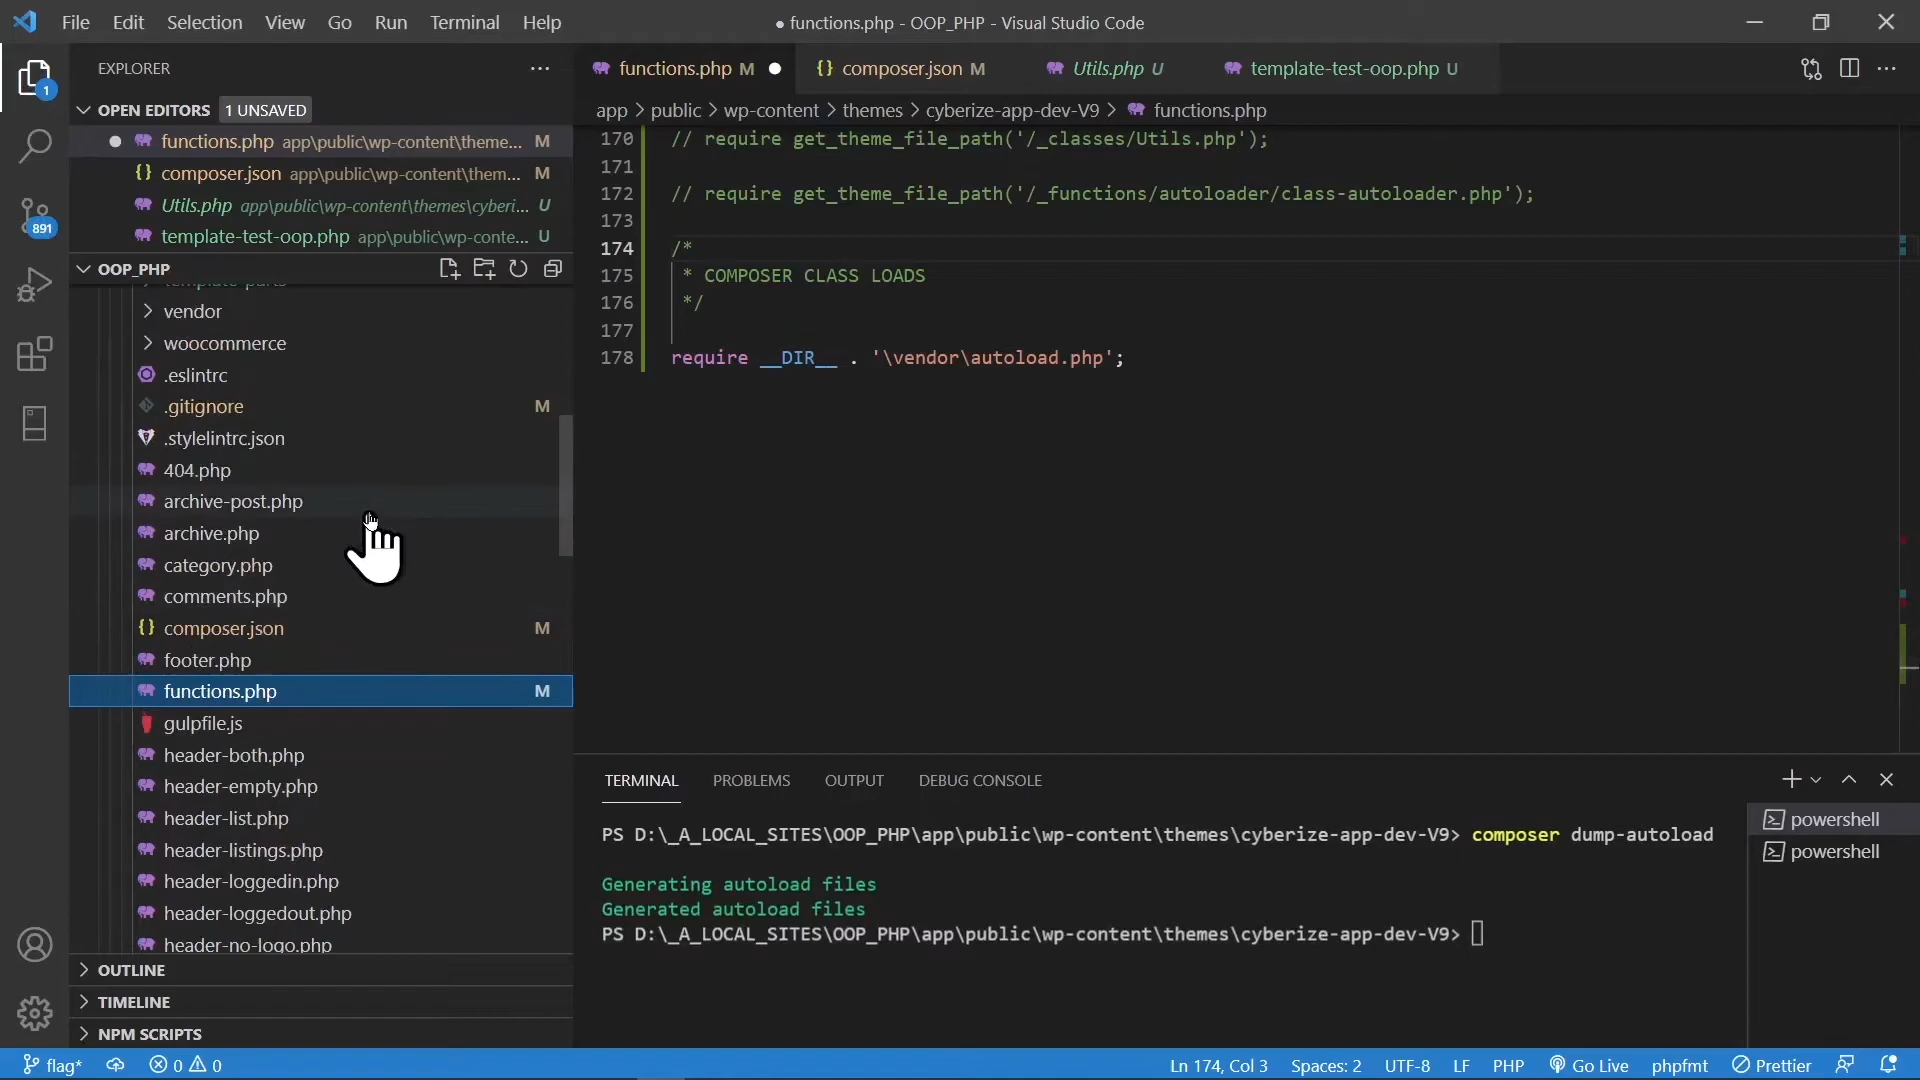 File Edit Selection View Go Run Terminal Help
● functions.php - OOP_PHP - Visual Studio Code
EXPLORER
OPEN EDITORS 1 UNSAVED
functions.php app\public\wp-content\theme... M
composer.json app\public\wp-content\them... M
Utils.php app\public\wp-content\themes\cyberi... U
template-test-oop.php app\public\wp-conte... U
OOP_PHP
template-parts
vendor
woocommerce
.eslintrc
.gitignore M
.stylelintrc.json
404.php
archive-post.php
archive.php
category.php
comments.php
composer.json M
footer.php
functions.php M
gulpfile.js
header-both.php
header-empty.php
header-list.php
header-listings.php
header-loggedin.php
header-loggedout.php
header-no-logo.php
OUTLINE
TIMELINE
NPM SCRIPTS
1
891
functions.php M
composer.json M
Utils.php U
template-test-oop.php U
app > public > wp-content > themes > cyberize-app-dev-V9 > functions.php
170 // require get_theme_file_path('/_classes/Utils.php');
171
172 // require get_theme_file_path('/_functions/autoloader/class-autoloader.php');
173
174 /*
175 * COMPOSER CLASS LOADS
176 */
177
178 require __DIR__ . '\vendor\autoload.php';
TERMINAL PROBLEMS OUTPUT DEBUG CONSOLE
PS D:\_A_LOCAL_SITES\OOP_PHP\app\public\wp-content\themes\cyberize-app-dev-V9> composer dump-autoload
Generating autoload files
Generated autoload files
PS D:\_A_LOCAL_SITES\OOP_PHP\app\public\wp-content\themes\cyberize-app-dev-V9>
powershell
powershell
flag* 0 0
Ln 174, Col 3 Spaces: 2 UTF-8 LF PHP Go Live phpfmt Prettier